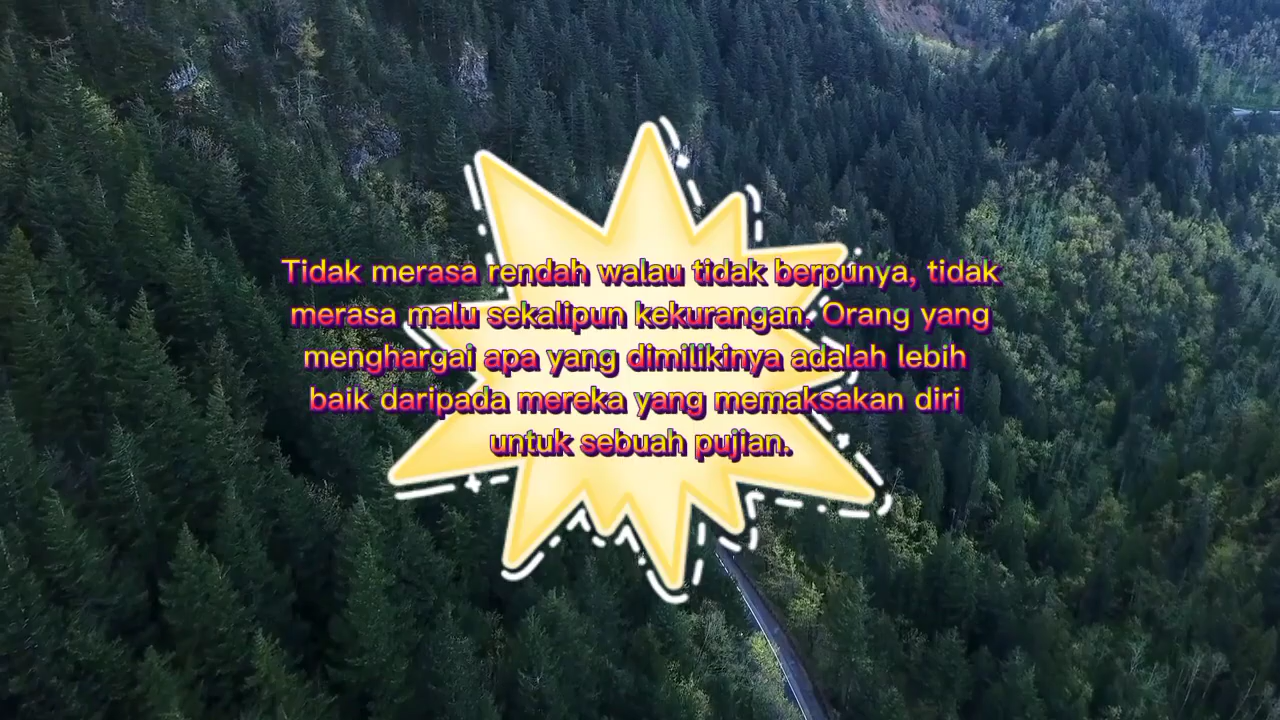 Tidak merasa rendah walau tidak berpunya, tidak
merasa malu sekalipun kekurangan. Orang yang
menghargai apa yang dimilikinya adalah lebih
baik daripada mereka yang memaksakan diri
untuk sebuah pujian.